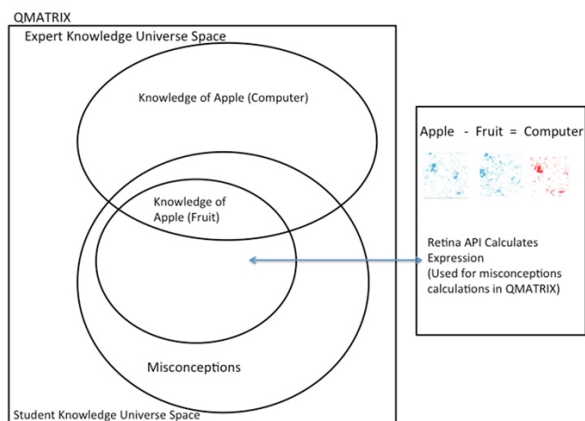 QMATRIX
Expert Knowledge Universe Space
Knowledge of Apple (Computer)
Knowledge of
Apple (Fruit)
Misconceptions
Student Knowledge Universe Space
Apple - Fruit = Computer
Retina API Calculates
Expression
(Used for misconceptions
calculations in QMATRIX)